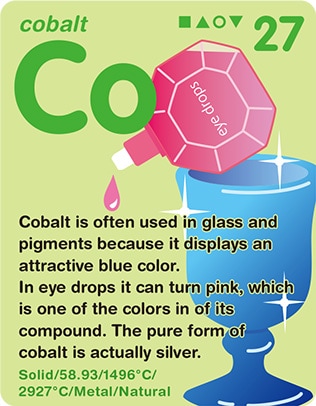 cobalt
■▲○▼ 27
Co
eye drops
Cobalt is often used in glass and
pigments because it displays an
attractive blue color.
In eye drops it can turn pink, which
is one of the colors in of its
compound. The pure form of
cobalt is actually silver.
Solid/58.93/1496°C/
2927°C/Metal/Natural